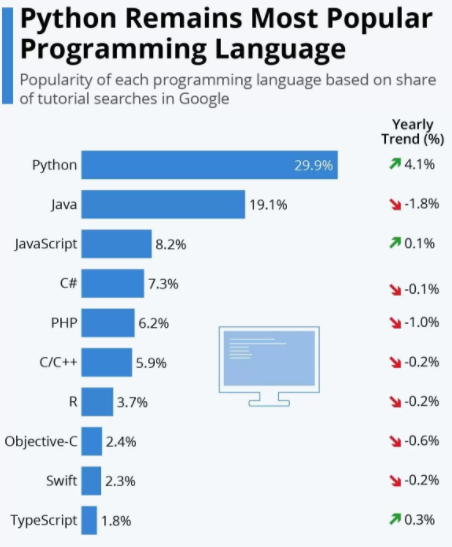 Python Remains Most Popular
Programming Language
Popularity of each programming language based on share
of tutorial searches in Google
Yearly
Trend (%)
Python 29.9% 4.1%
Java 19.1% -1.8%
JavaScript 8.2% 0.1%
C# 7.3% -0.1%
PHP 6.2% -1.0%
C/C++ 5.9% -0.2%
R 3.7% -0.2%
Objective-C 2.4% -0.6%
Swift 2.3% -0.2%
TypeScript 1.8% 0.3%